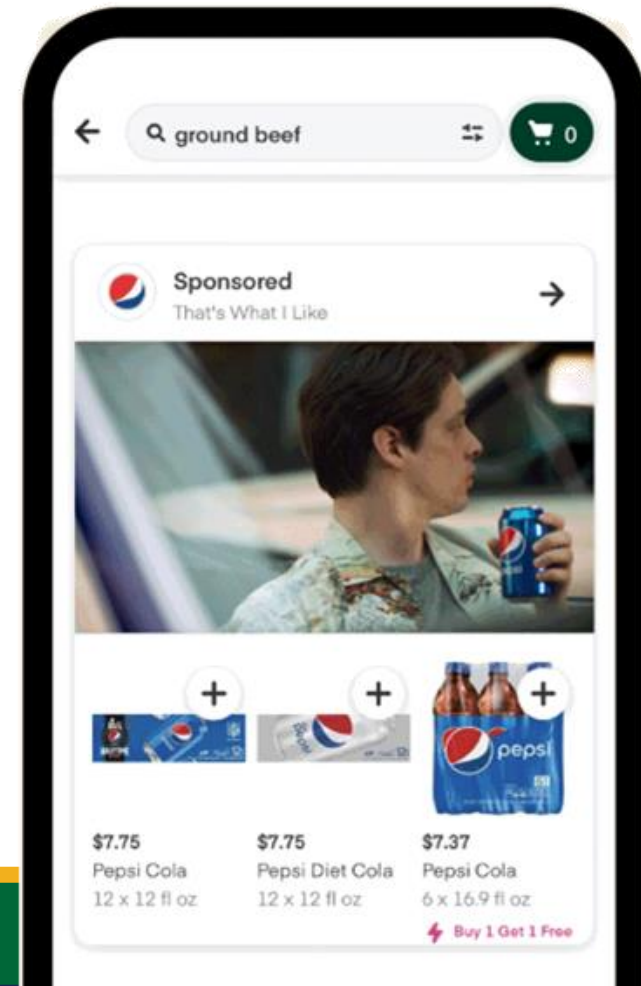 ground beef
0
Sponsored
That's What I Like
$7.75
Pepsi Cola
12 x 12 fl oz
$7.75
Pepsi Diet Cola
12 x 12 fl oz
pepsi
$7.37
Pepsi Cola
6 x 16.9 fl oz
Buy 1 Get 1 Free